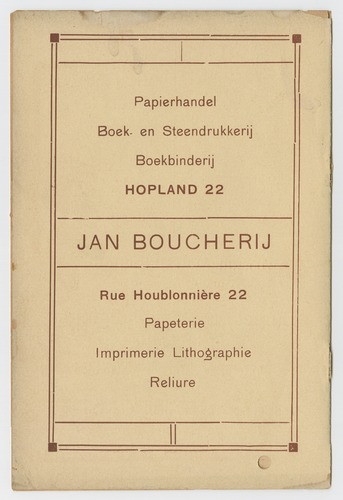 Papierhandel
Boek- en Steendrukkerij
Boekbinderij
HOPLAND 22
JAN BOUCHERIJ
Rue Houblonnière 22
Papeterie
Imprimerie Lithographie
Reliure